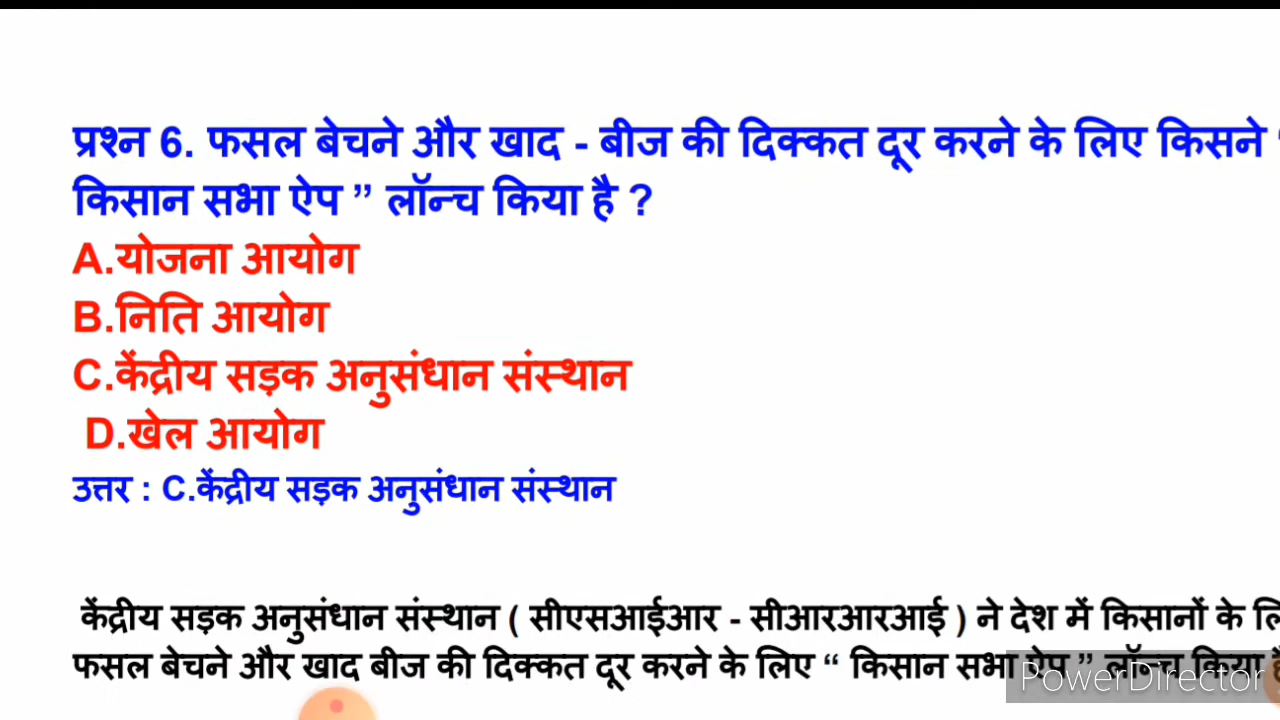 प्रश्न 6. फसल बेचने और खाद - बीज की दिक्कत दूर करने के लिए किसने “
किसान सभा ऐप ” लॉन्च किया है ?
A.योजना आयोग
B.निति आयोग
C.केंद्रीय सड़क अनुसंधान संस्थान
D.खेल आयोग
उत्तर : C.केंद्रीय सड़क अनुसंधान संस्थान
केंद्रीय सड़क अनुसंधान संस्थान ( सीएसआईआर - सीआरआरआई ) ने देश में किसानों के
फसल बेचने और खाद बीज की दिक्कत दूर करने के लिए “ किसान सभा ऐप ” लॉन्च किया
PowerDirector